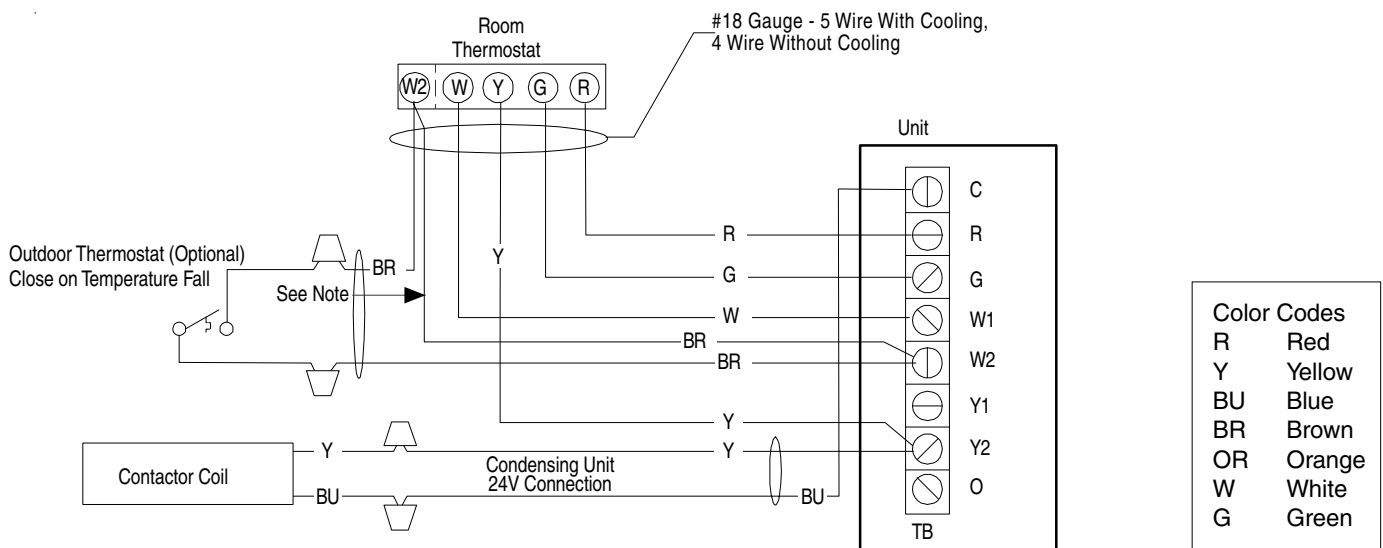 #18 Gauge - 5 Wire With Cooling,
4 Wire Without Cooling
Room
Thermostat
W2 W Y G R
Unit
C
R
G
W1
W2
Y1
Y2
O
TB
R
G
W
BR
BR
Y
Y
Y
BR
See Note
Outdoor Thermostat (Optional)
Close on Temperature Fall
Contactor Coil
Y
BU
Condensing Unit
24V Connection
BU
Color Codes
R Red
Y Yellow
BU Blue
BR Brown
OR Orange
W White
G Green